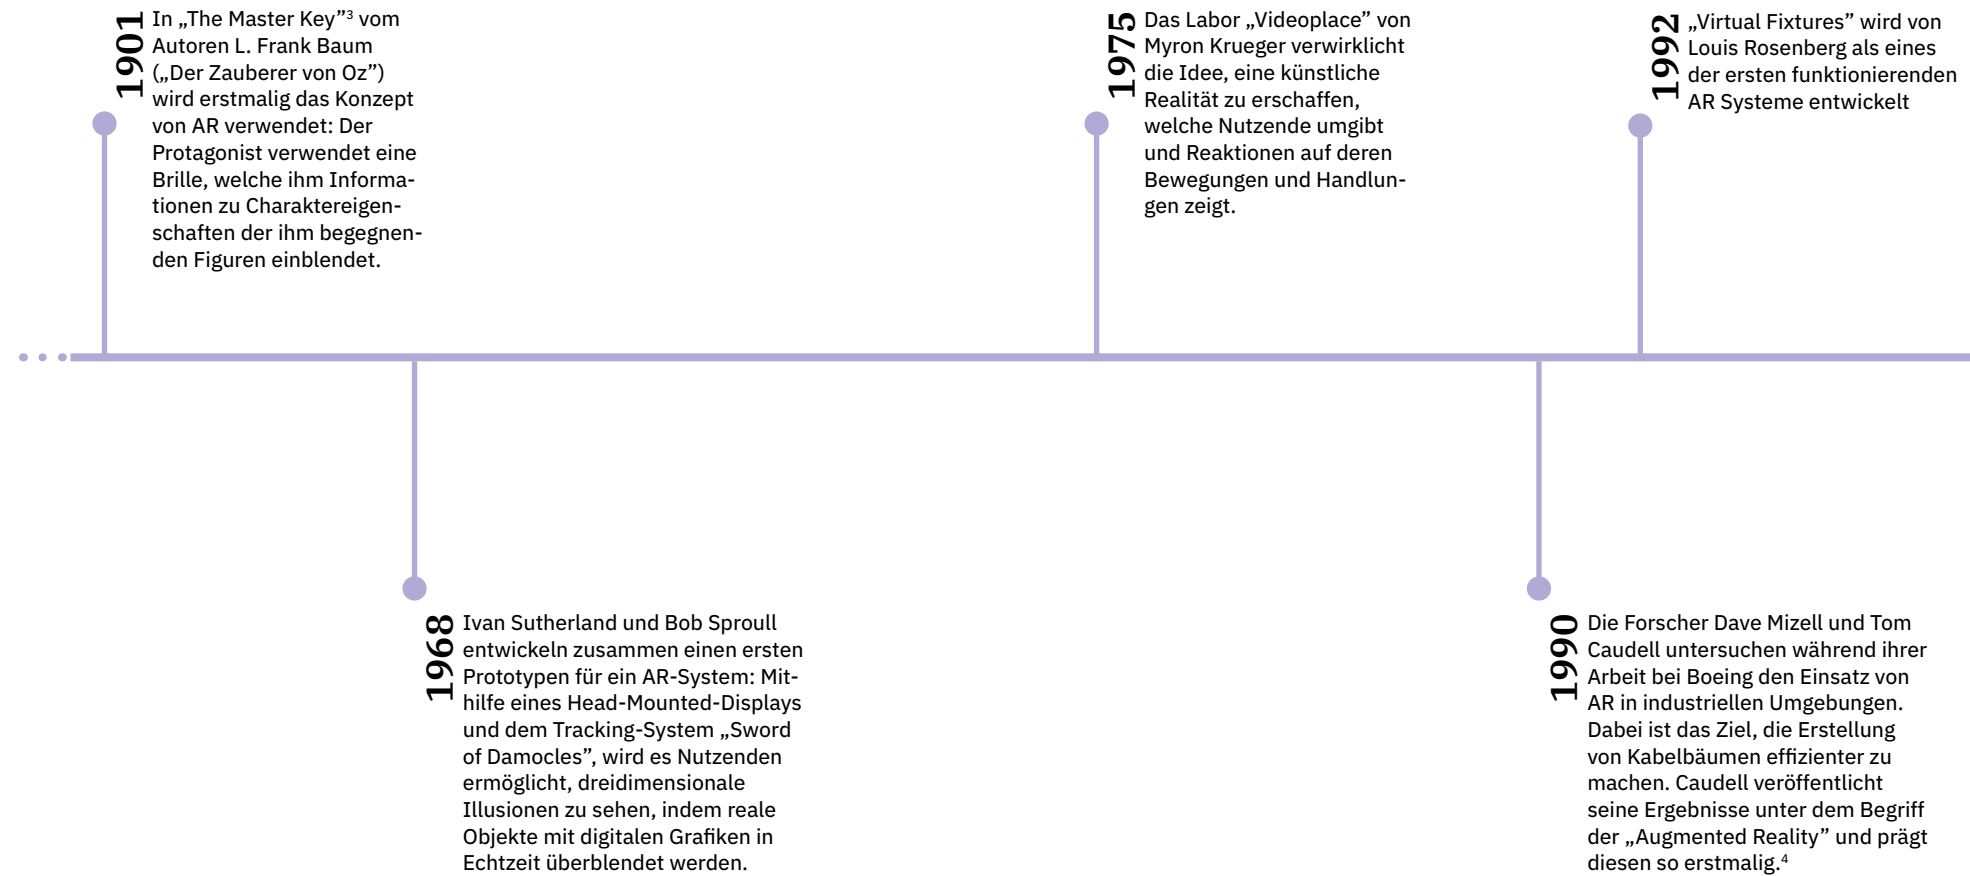 1901
In „The Master Key”³ vom
Autoren L. Frank Baum
(„Der Zauberer von Oz”)
wird erstmalig das Konzept
von AR verwendet: Der
Protagonist verwendet eine
Brille, welche ihm Informa-
tionen zu Charaktereigen-
schaften der ihm begegnen-
den Figuren einblendet.
1968
Ivan Sutherland und Bob Sproull
entwickeln zusammen einen ersten
Prototypen für ein AR-System: Mit-
hilfe eines Head-Mounted-Displays
und dem Tracking-System „Sword
of Damocles”, wird es Nutzenden
ermöglicht, dreidimensionale
Illusionen zu sehen, indem reale
Objekte mit digitalen Grafiken in
Echtzeit überblendet werden.
1975
Das Labor „Videoplace” von
Myron Krueger verwirklicht
die Idee, eine künstliche
Realität zu erschaffen,
welche Nutzende umgibt
und Reaktionen auf deren
Bewegungen und Handlun-
gen zeigt.
1990
Die Forscher Dave Mizell und Tom
Caudell untersuchen während ihrer
Arbeit bei Boeing den Einsatz von
AR in industriellen Umgebungen.
Dabei ist das Ziel, die Erstellung
von Kabelbäumen effizienter zu
machen. Caudell veröffentlicht
seine Ergebnisse unter dem Begriff
der „Augmented Reality” und prägt
diesen so erstmalig.⁴
1992
„Virtual Fixtures” wird von
Louis Rosenberg als eines
der ersten funktionierenden
AR Systeme entwickelt